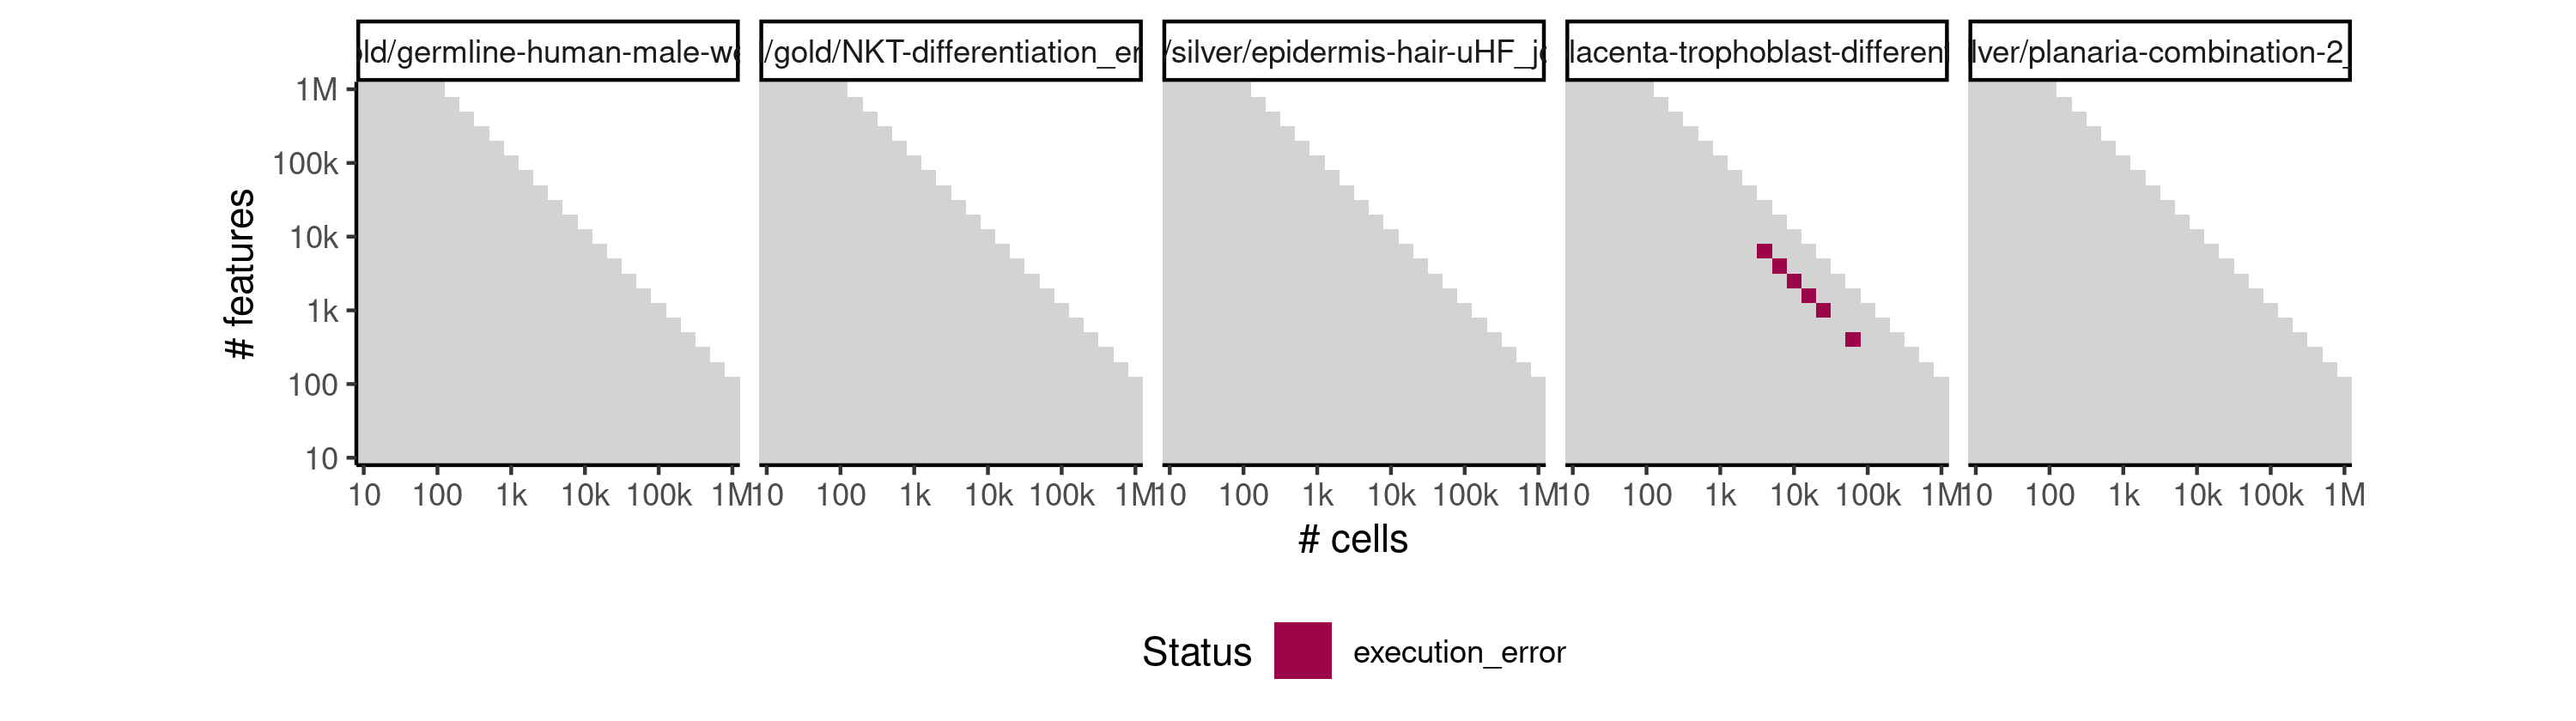 ld/germline-human-male-w
/gold/NKT-differentiation_er
/silver/epidermis-hair-uHF_j
lacenta-trophoblast-different
lver/planaria-combination-2_
1M
100k
10k
1k
100
10
# features
10 100 1k 10k 100k 1M
10 100 1k 10k 100k 1M
10 100 1k 10k 100k 1M
10 100 1k 10k 100k 1M
10 100 1k 10k 100k 1M
# cells
Status execution_error